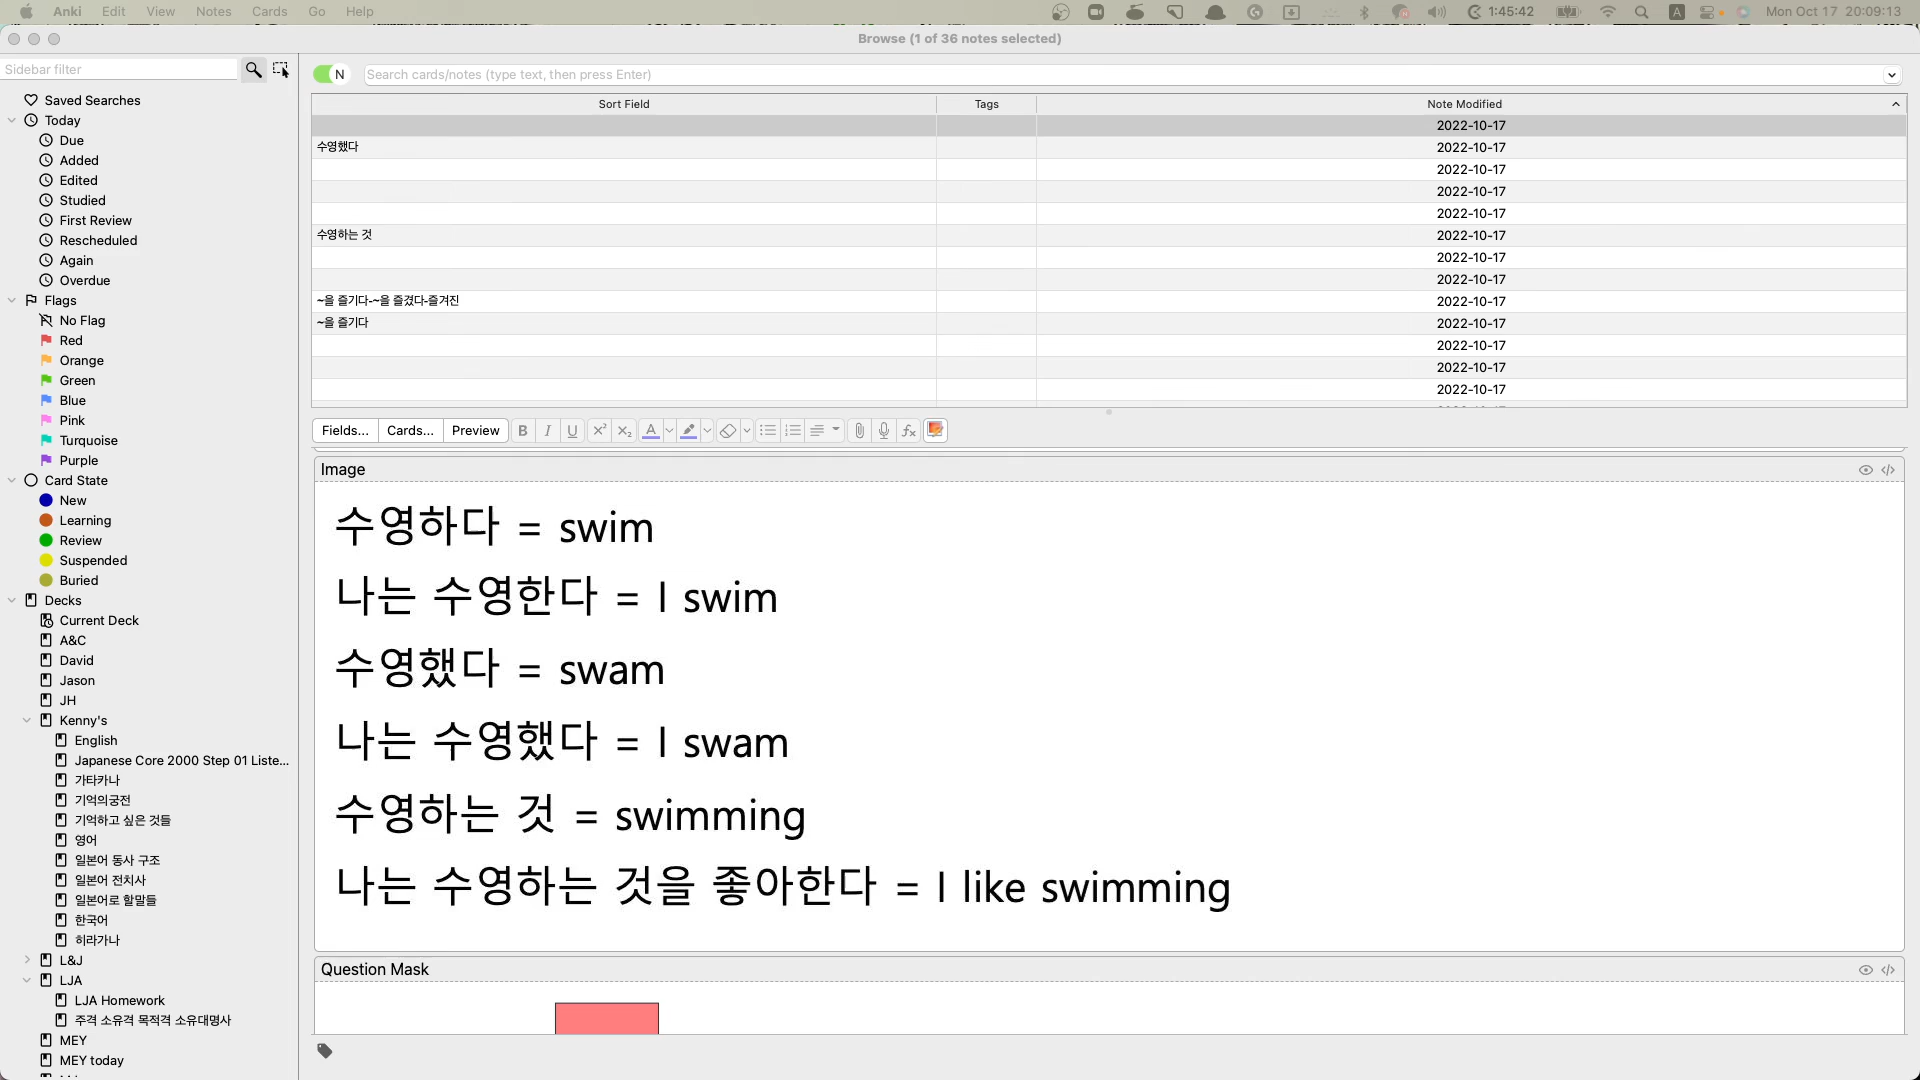 Anki Edit View Notes Cards Go Help 1:45:42 A Mon Oct 17 20:09:13
Browse (1 of 36 notes selected)
Sidebar filter
N
Search cards/notes (type text, then press Enter)
Saved Searches
Today
Due
Added
Edited
Studied
First Review
Rescheduled
Again
Overdue
Flags
No Flag
Red
Orange
Green
Blue
Pink
Turquoise
Purple
Card State
New
Learning
Review
Suspended
Buried
Decks
Current Deck
A&C
David
Jason
JH
Kenny's
English
Japanese Core 2000 Step 01 Liste...
가타카나
기억의궁전
기억하고 싶은 것들
영어
일본어 동사 구조
일본어 전치사
일본어로 할말들
한국어
히라가나
L&J
LJA
LJA Homework
주격 소유격 목적격 소유대명사
MEY
MEY today
Sort Field Tags Note Modified
2022-10-17
수영했다 2022-10-17
2022-10-17
2022-10-17
2022-10-17
수영하는 것 2022-10-17
2022-10-17
2022-10-17
~을 즐기다-~을 즐겼다-즐겨진 2022-10-17
~을 즐기다 2022-10-17
2022-10-17
2022-10-17
2022-10-17
Fields... Cards... Preview B I U x² x₂ A fx
Image
수영하다 = swim
나는 수영한다 = I swim
수영했다 = swam
나는 수영했다 = I swam
수영하는 것 = swimming
나는 수영하는 것을 좋아한다 = I like swimming
Question Mask